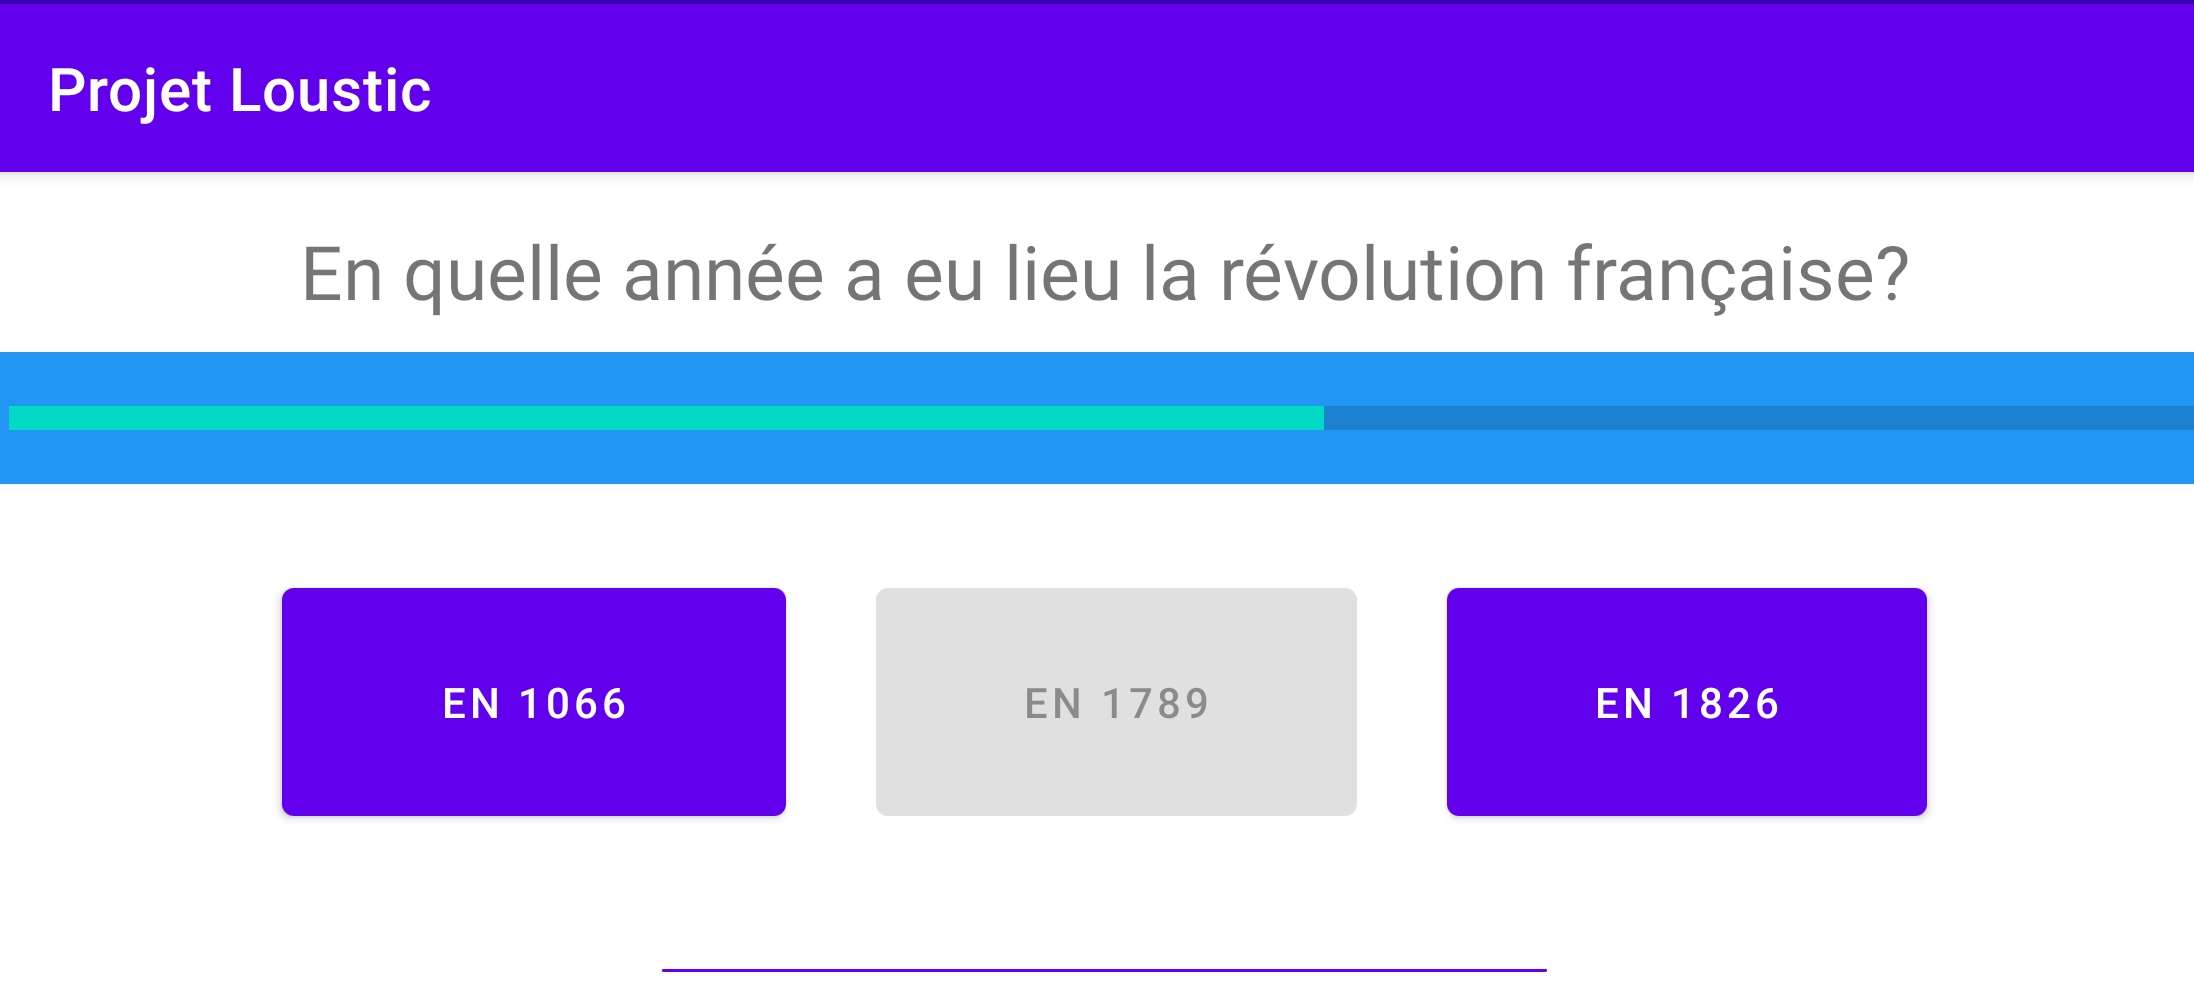 Projet Loustic
En quelle année a eu lieu la révolution française?
EN 1066
EN 1789
EN 1826